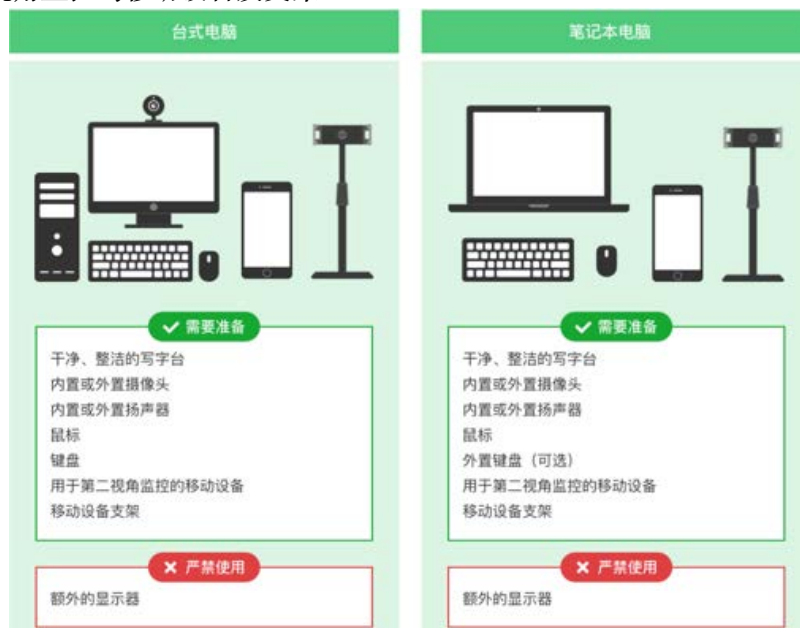 台式电脑
需要准备
干净、整洁的写字台
内置或外置摄像头
内置或外置扬声器
鼠标
键盘
用于第二视角监控的移动设备
移动设备支架
严禁使用
额外的显示器
笔记本电脑
需要准备
干净、整洁的写字台
内置或外置摄像头
内置或外置扬声器
鼠标
外置键盘（可选）
用于第二视角监控的移动设备
移动设备支架
严禁使用
额外的显示器